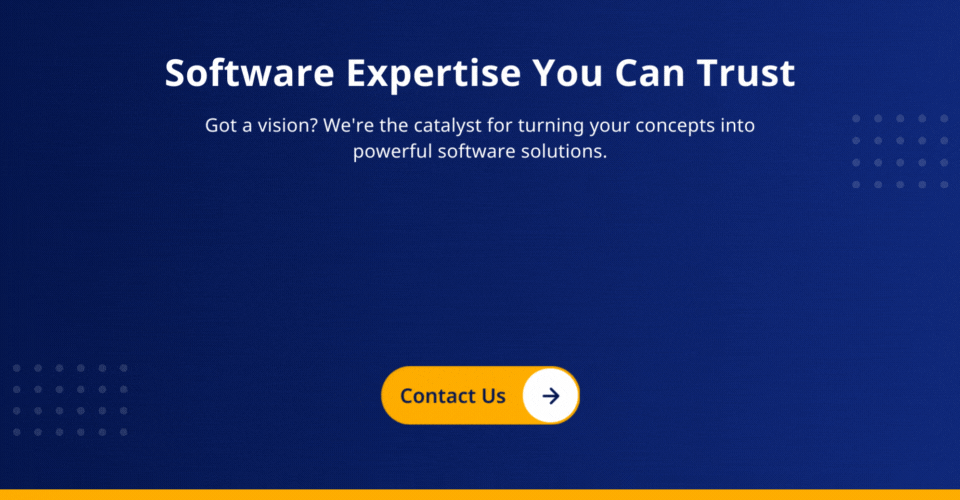 Software Expertise You Can Trust
Got a vision? We're the catalyst for turning your concepts into
powerful software solutions.
Contact Us